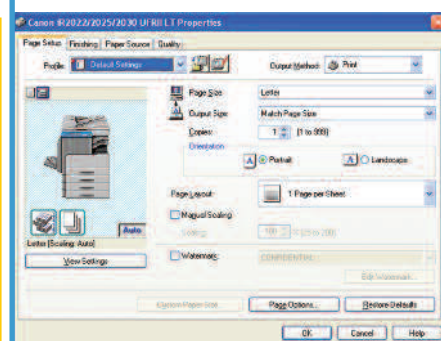 Canon iR2022/2025/2030 UFRII LT Properties
Page Setup Finishing Paper Source Quality
Profile: Default Settings Output Method: Print
Page Size: Letter
Output Size: Match Page Size
Copies: 1 [1 to 999]
Orientation
A Portrait A Landscape
Page Layout: 1 Page per Sheet
Manual Scaling
Auto
Scaling: 100 % [25 to 200]
Letter [Scaling: Auto]
View Settings
Watermark: CONFIDENTIAL
Edit Watermark...
Custom Paper Size... Page Options... Restore Defaults
OK Cancel Help